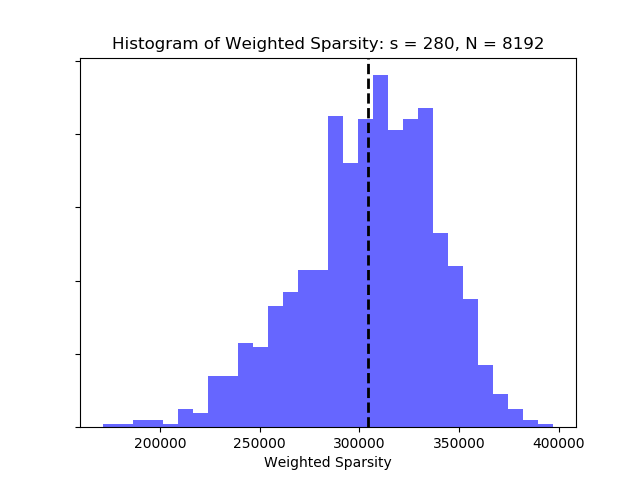 Histogram of Weighted Sparsity: s = 280, N = 8192
200000 250000 300000 350000 400000
Weighted Sparsity